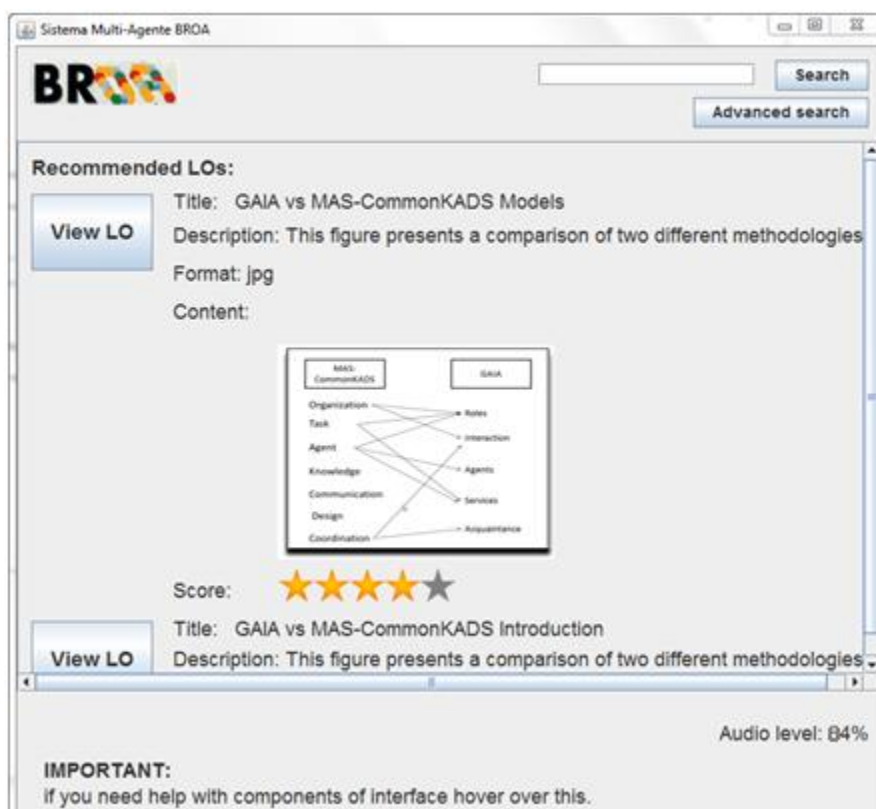 Sistema Multi-Agente BROA
BROA
Search
Advanced search
Recommended LOs:
View LO
Title: GAIA vs MAS-CommonKADS Models
Description: This figure presents a comparison of two different methodologies
Format: jpg
Content:
MAS-
CommonKADS
GAIA
Organization
Task
Agent
Knowledge
Communication
Design
Coordination
Roles
Interaction
Agents
Services
Acquaintance
Score:
View LO
Title: GAIA vs MAS-CommonKADS Introduction
Description: This figure presents a comparison of two different methodologies
Audio level: 84%
IMPORTANT:
if you need help with components of interface hover over this.